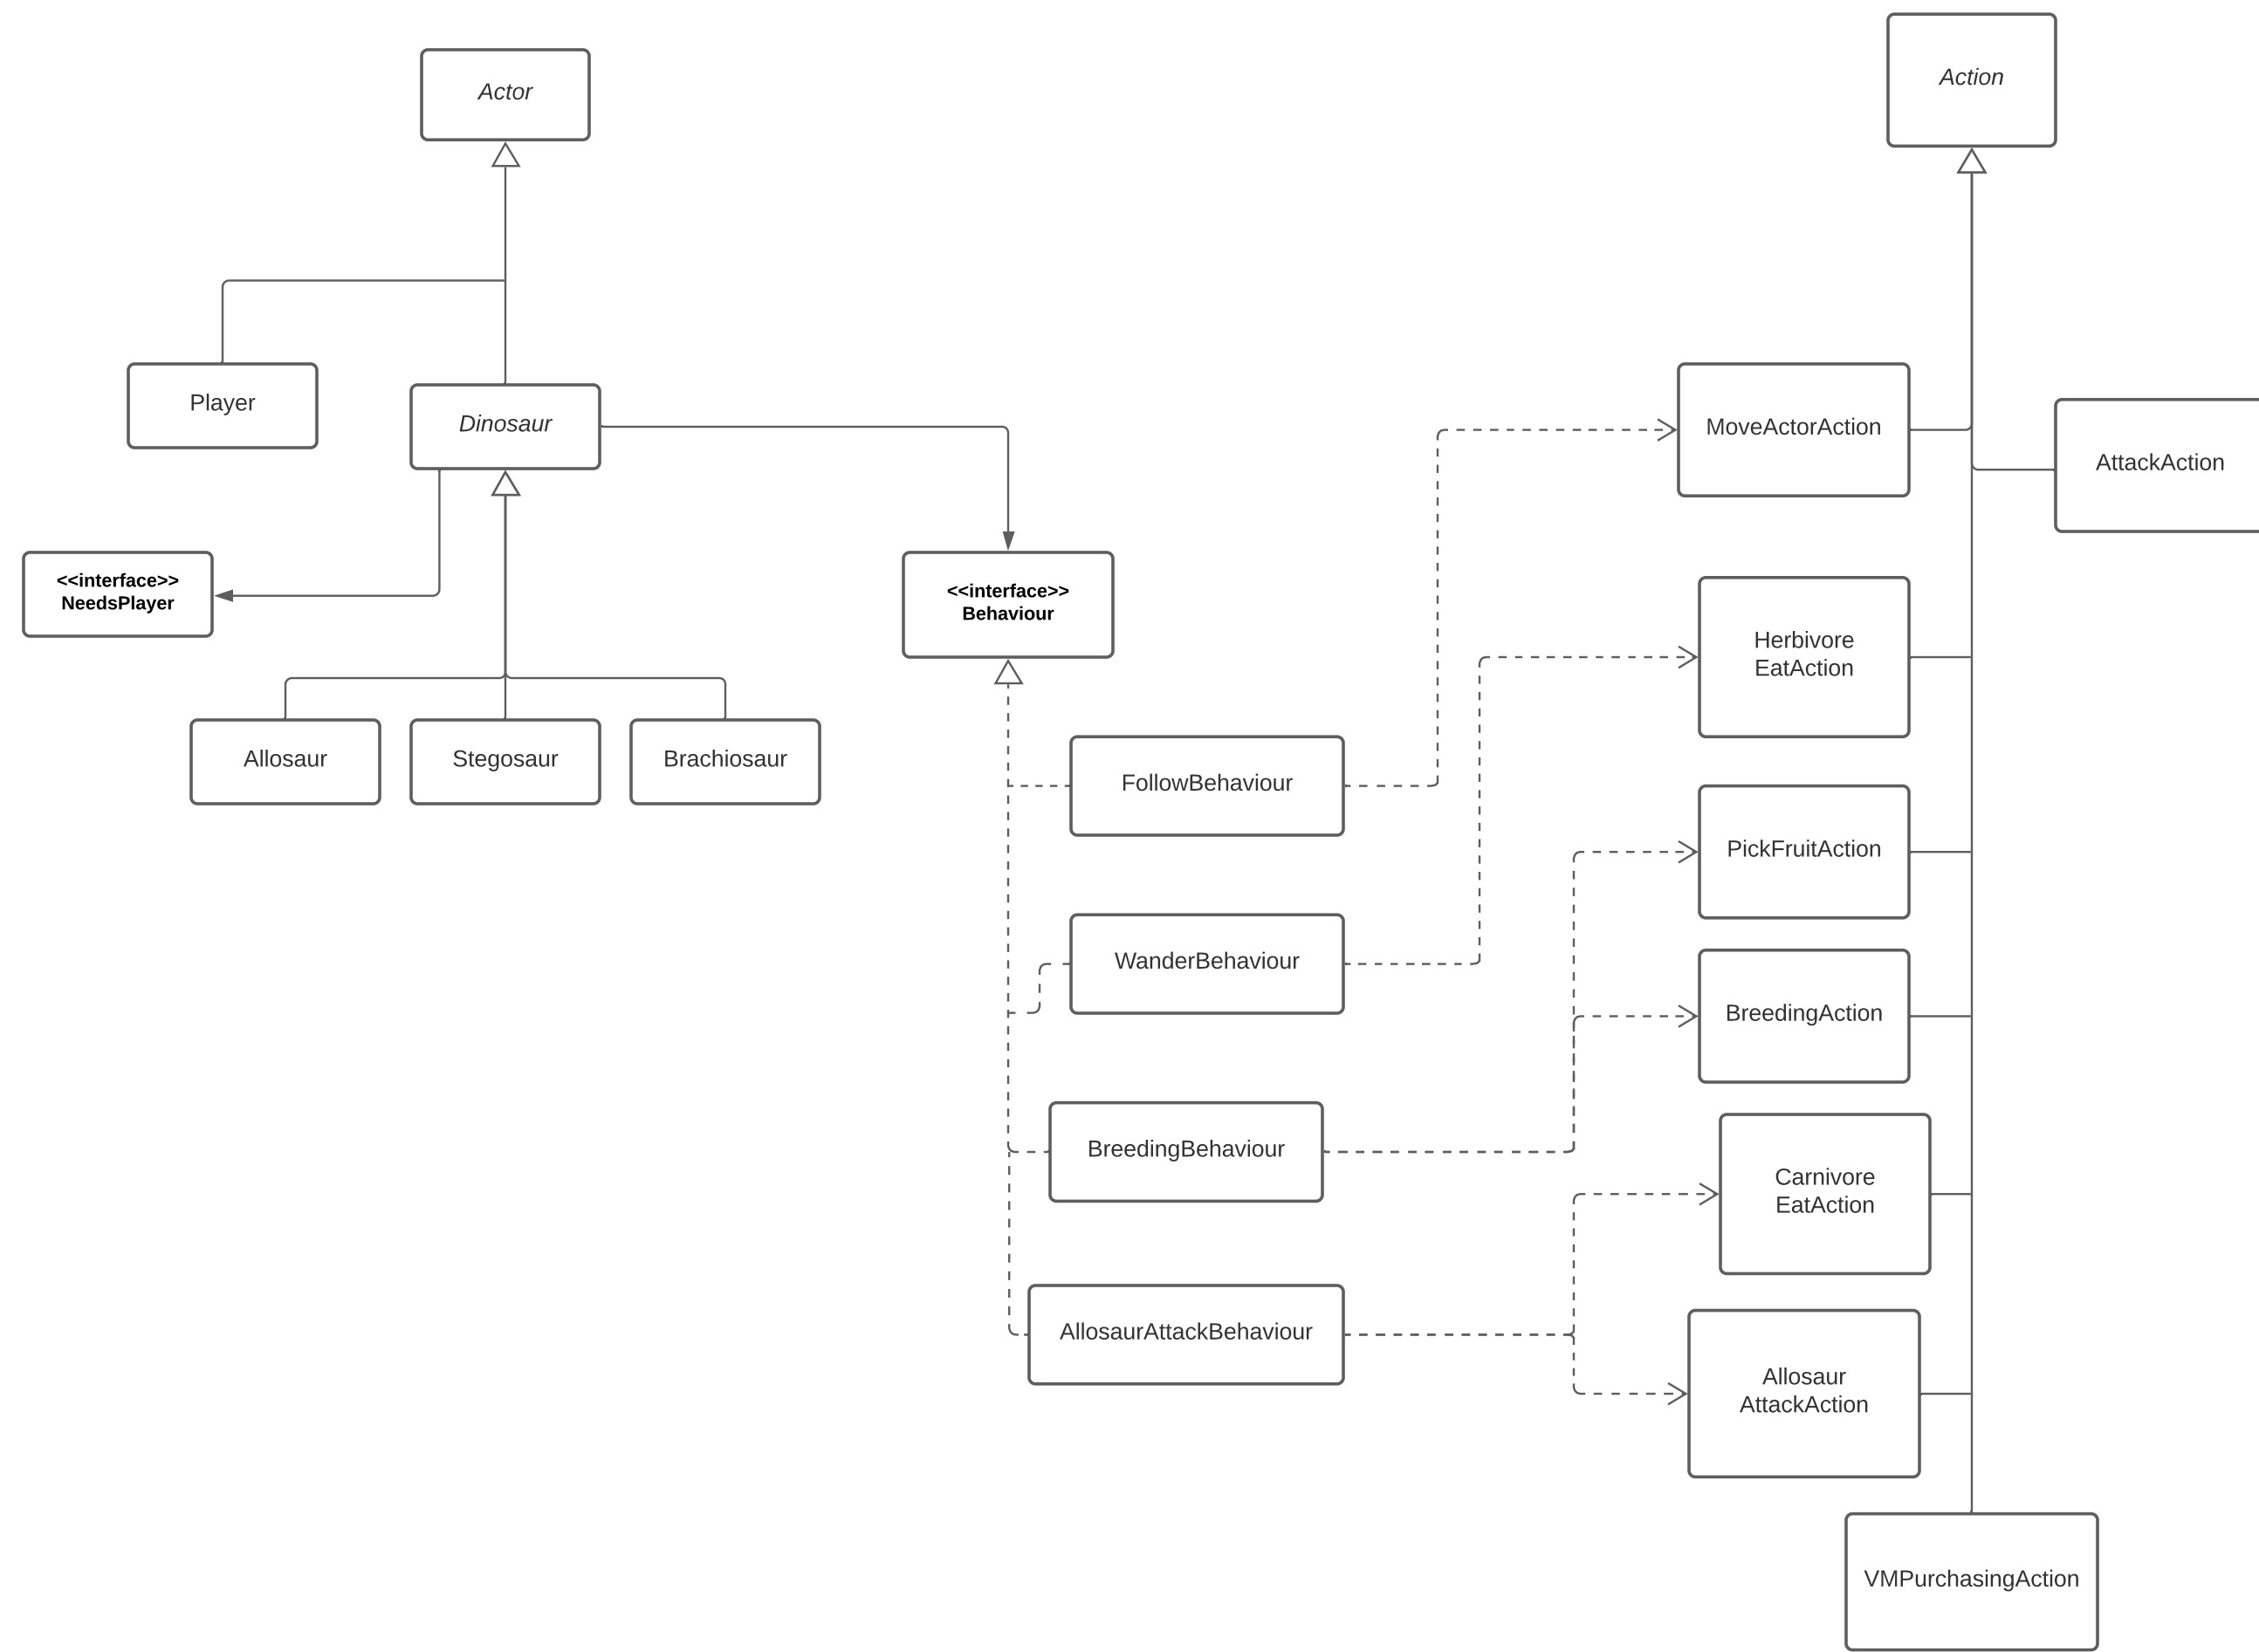 Actor
Action
Player
Dinosaur
MoveActorAction
AttackAction
<<interface>>
NeedsPlayer
<<interface>>
Behaviour
Herbivore
EatAction
Allosaur
Stegosaur
Brachiosaur
FollowBehaviour
PickFruitAction
WanderBehaviour
BreedingAction
BreedingBehaviour
Carnivore
EatAction
AllosaurAttackBehaviour
Allosaur
AttackAction
VMPurchasingAction